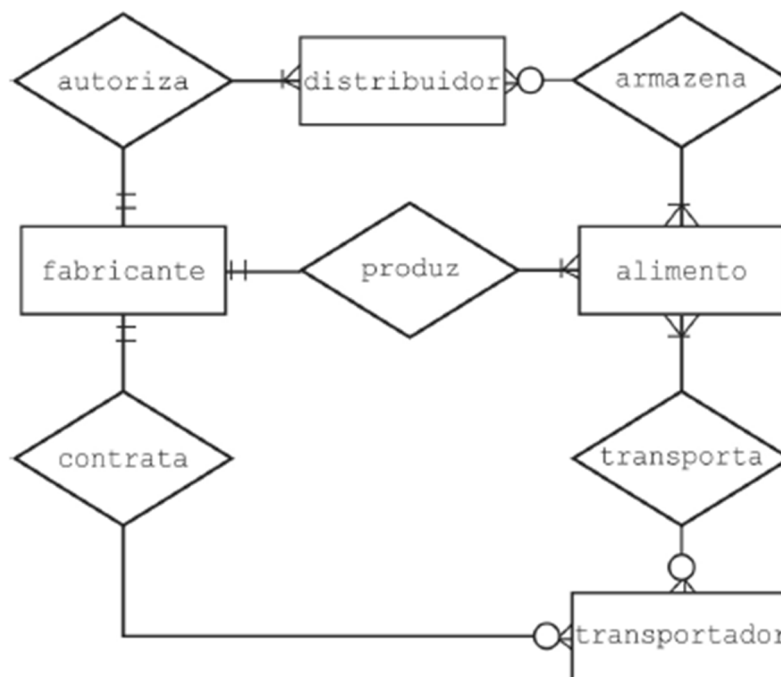 autoriza
distribuidor
armazena
fabricante
produz
alimento
contrata
transporta
transportador